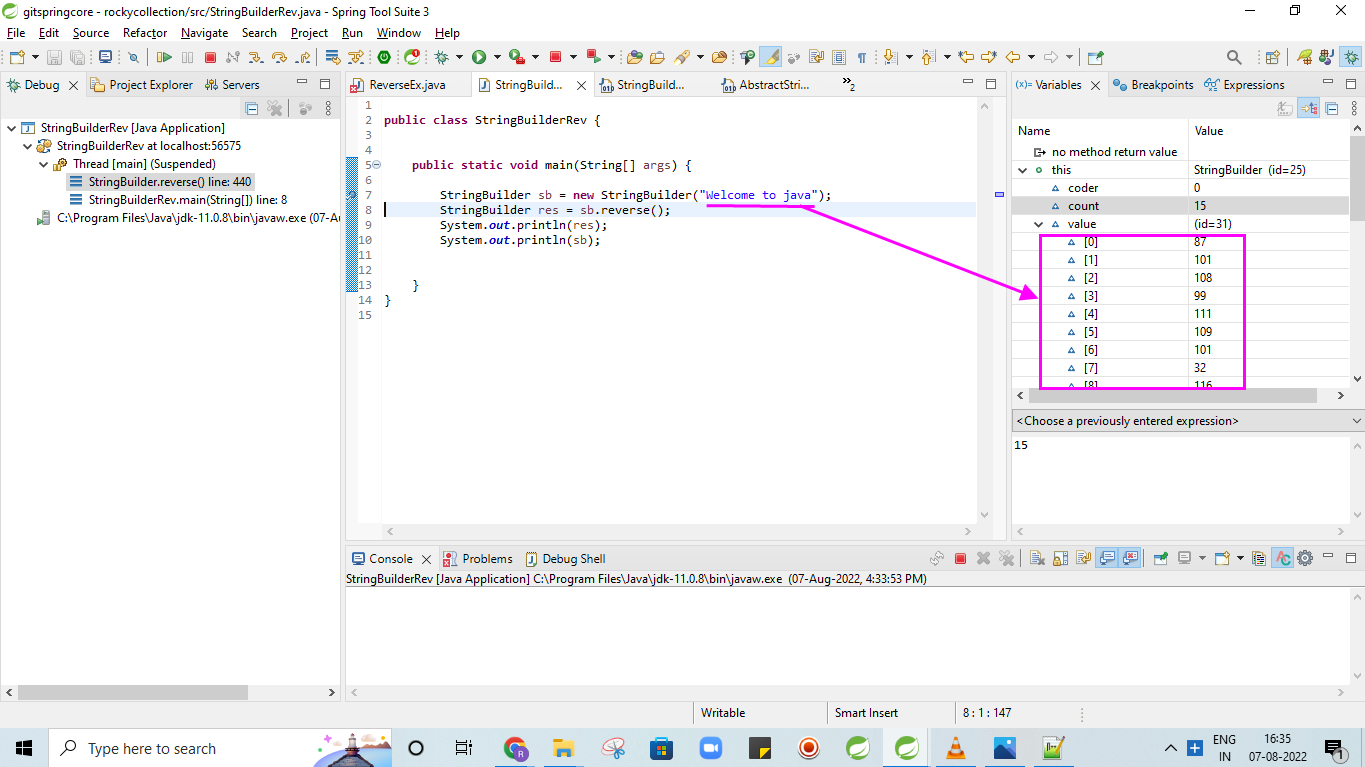 gitspringcore - rockycollection/src/StringBuilderRev.java - Spring Tool Suite 3
File Edit Source Refactor Navigate Search Project Run Window Help
Debug Project Explorer Servers
StringBuilderRev [Java Application]
StringBuilderRev at localhost:56575
Thread [main] (Suspended)
StringBuilder.reverse() line: 440
StringBuilderRev.main(String[]) line: 8
C:\Program Files\Java\jdk-11.0.8\bin\javaw.exe (07-Au
ReverseEx.java StringBuild... StringBuild... AbstractStri... »2
1
2 public class StringBuilderRev {
3
4
5 public static void main(String[] args) {
6
7 StringBuilder sb = new StringBuilder("Welcome to java");
8 StringBuilder res = sb.reverse();
9 System.out.println(res);
10 System.out.println(sb);
11
12
13 }
14 }
15
(x)= Variables Breakpoints Expressions
Name Value
no method return value
this StringBuilder (id=25)
coder 0
count 15
value (id=31)
[0] 87
[1] 101
[2] 108
[3] 99
[4] 111
[5] 109
[6] 101
[7] 32
[8] 116
<Choose a previously entered expression>
15
Console Problems Debug Shell
StringBuilderRev [Java Application] C:\Program Files\Java\jdk-11.0.8\bin\javaw.exe (07-Aug-2022, 4:33:53 PM)
Writable Smart Insert 8 : 1 : 147
Type here to search
R
ENG
IN
16:35
07-08-2022
1